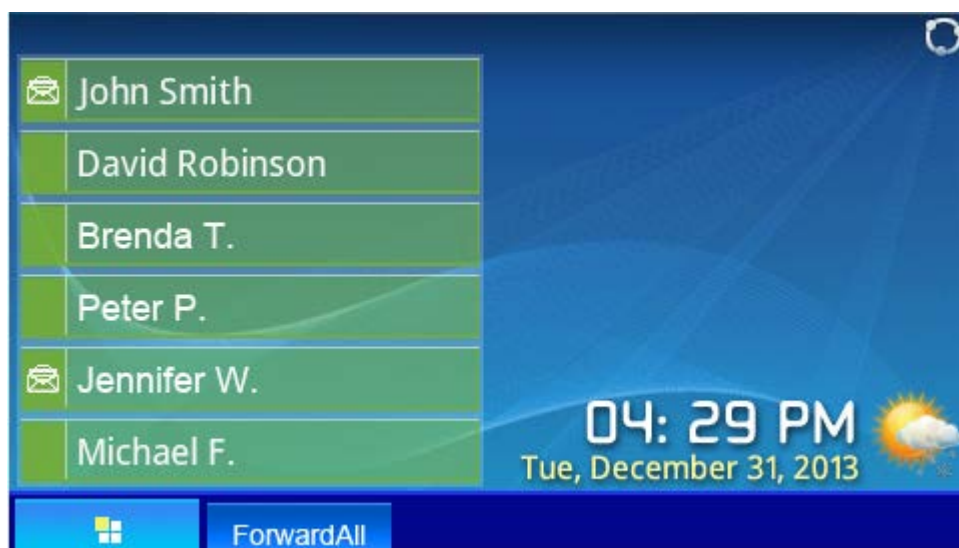 John Smith
David Robinson
Brenda T.
Peter P.
Jennifer W.
Michael F.
04: 29 PM
Tue, December 31, 2013
ForwardAll